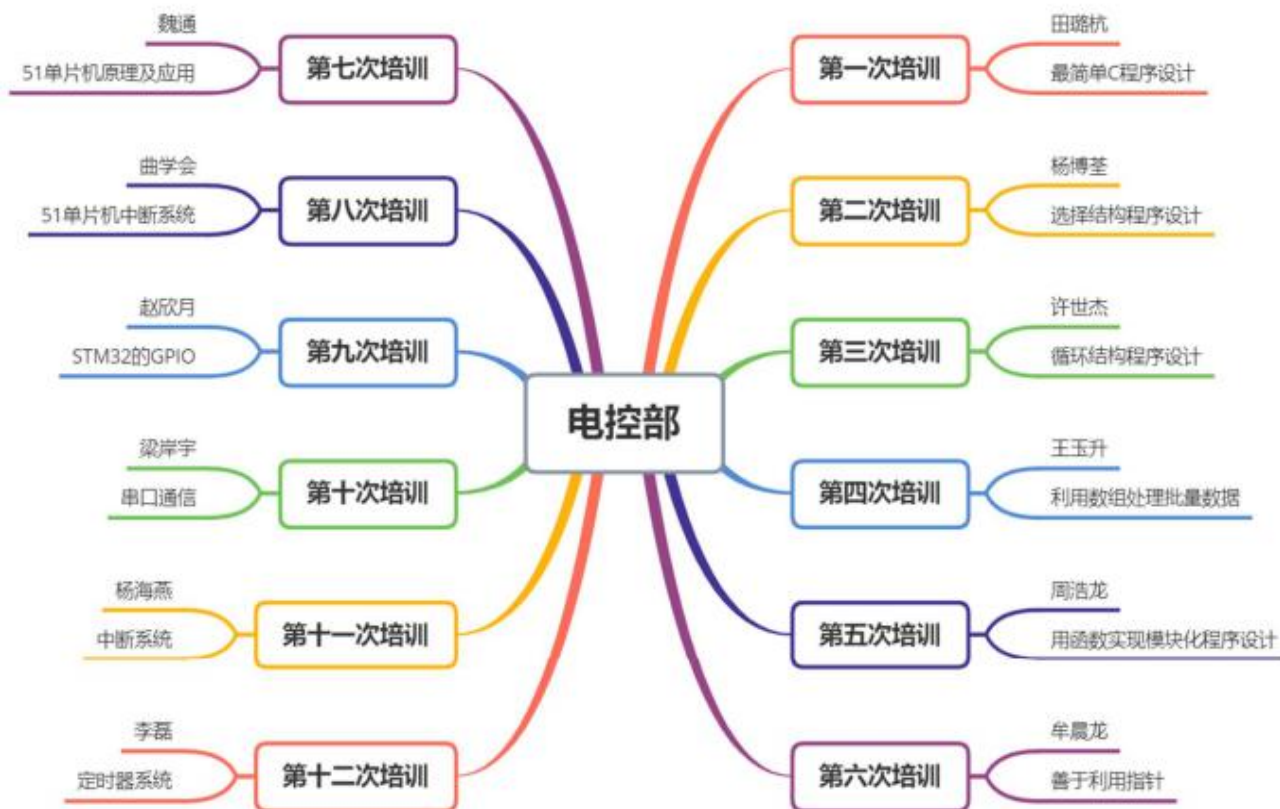 电控部
第一次培训
田璐杭
最简单C程序设计
第二次培训
杨博荃
选择结构程序设计
第三次培训
许世杰
循环结构程序设计
第四次培训
王玉升
利用数组处理批量数据
第五次培训
周浩龙
用函数实现模块化程序设计
第六次培训
牟晨龙
善于利用指针
第七次培训
魏通
51单片机原理及应用
第八次培训
曲学会
51单片机中断系统
第九次培训
赵欣月
STM32的GPIO
第十次培训
梁岸宇
串口通信
第十一次培训
杨海燕
中断系统
第十二次培训
李磊
定时器系统